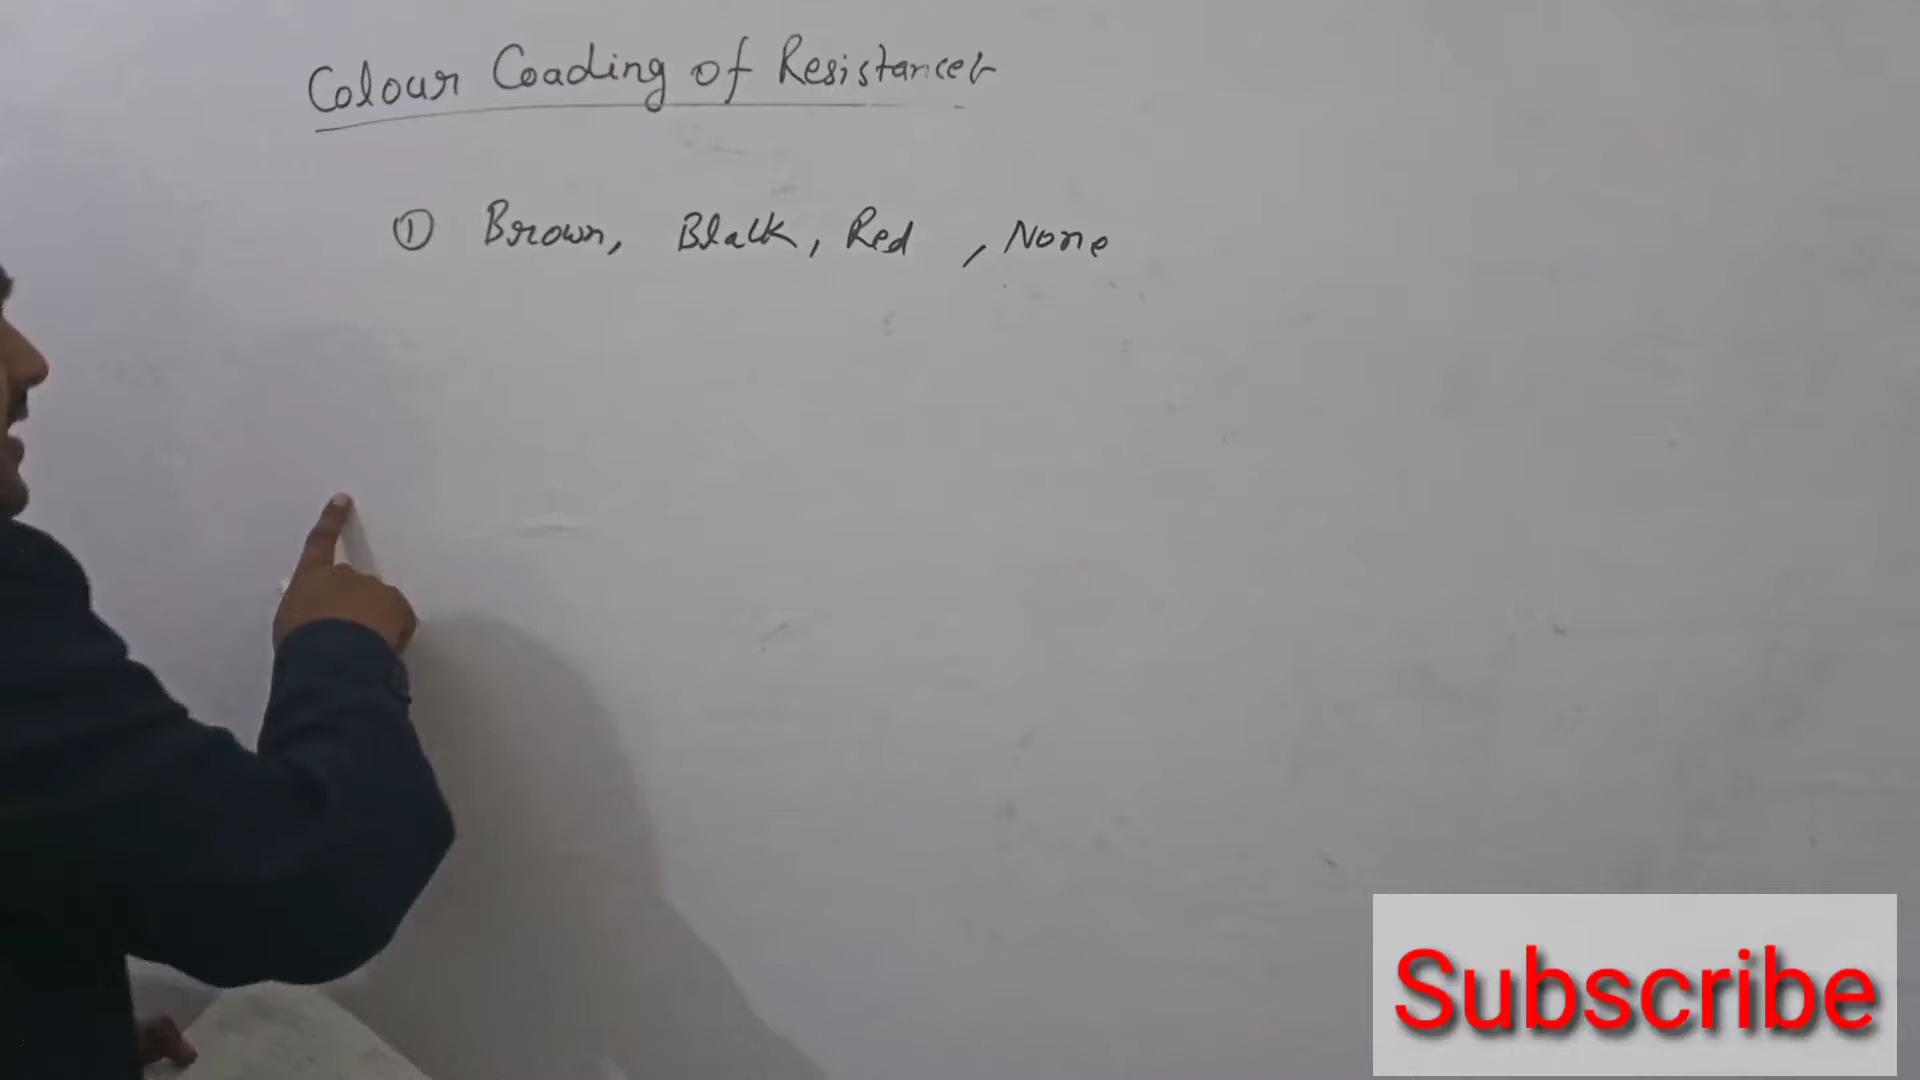 Colour Coading of Resistance
① Brown, Black, Red , None
Subscribe